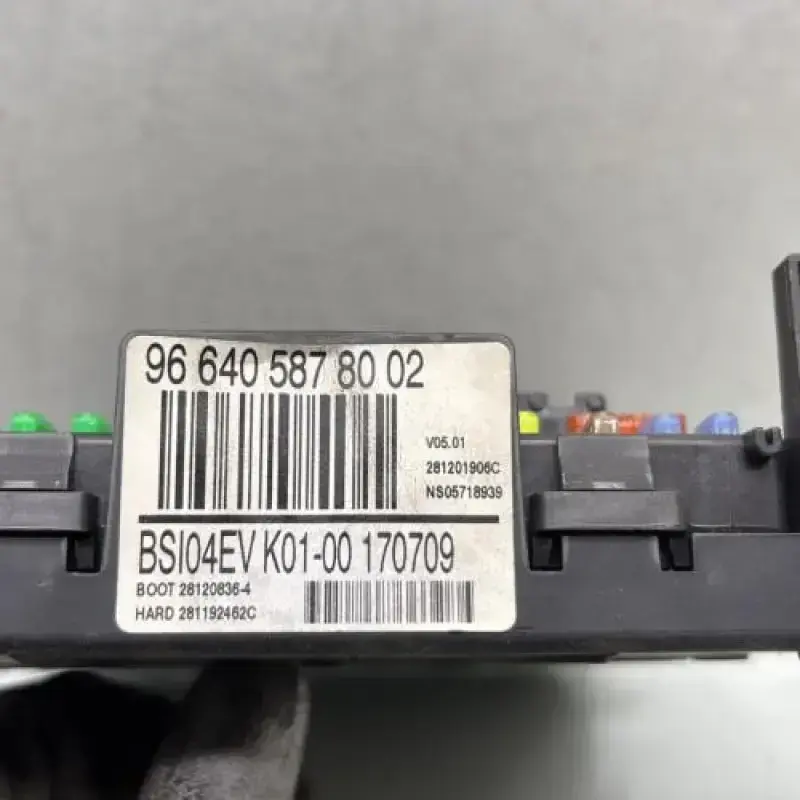 96 640 587 80 02
V05.01
281201906C
NS05718939
BSI04EV K01-00 170709
BOOT 28120836-4
HARD 281192462C